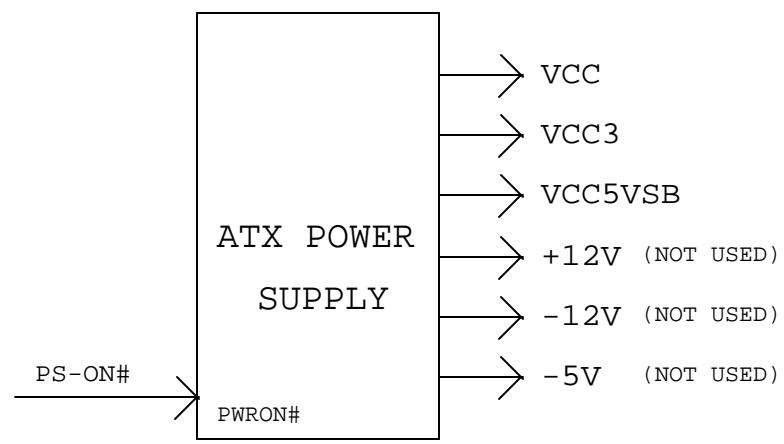 VCC
VCC3
VCC5VSB
ATX POWER
SUPPLY
+12V (NOT USED)
-12V (NOT USED)
-5V (NOT USED)
PS-ON#
PWRON#